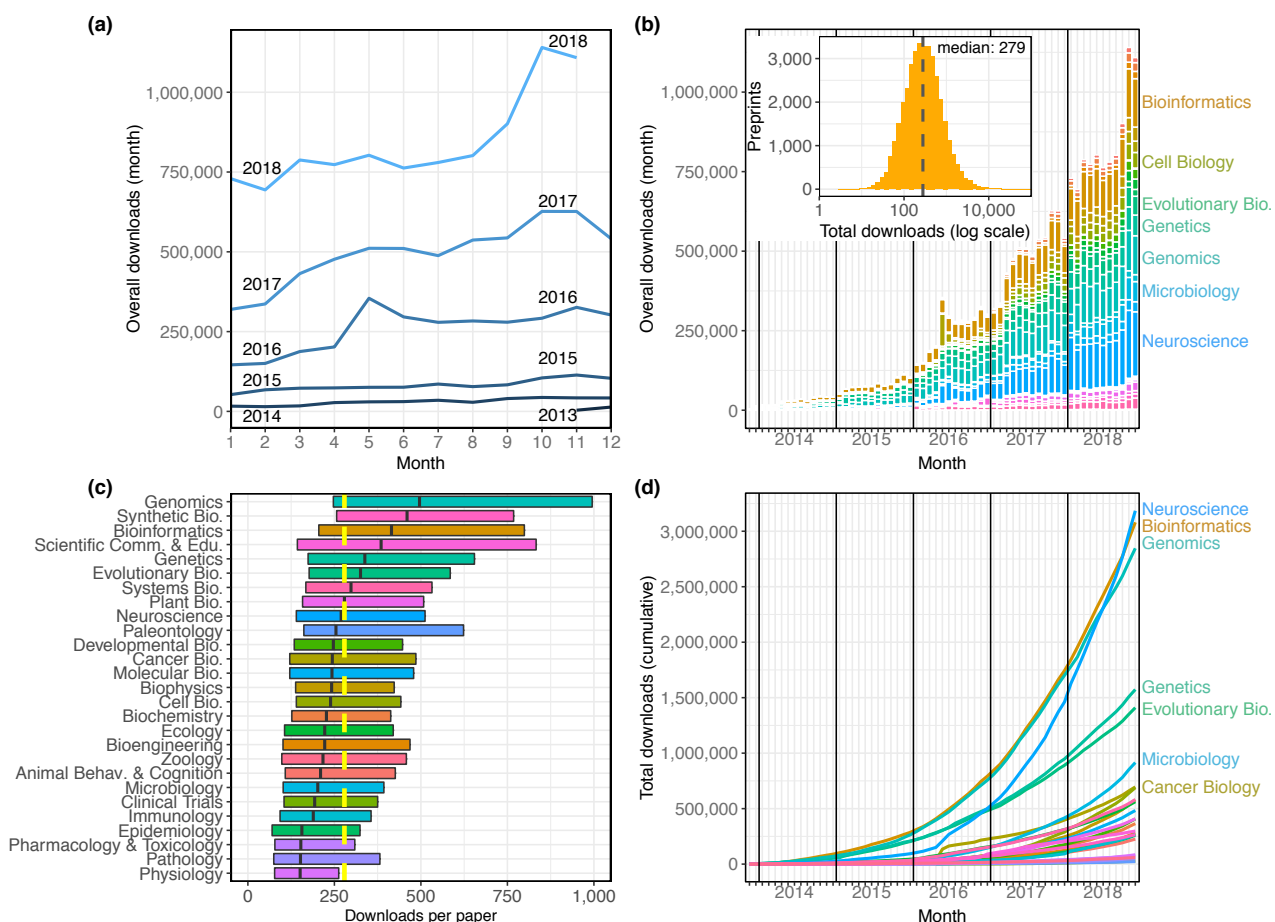 (a)
Overall downloads (month)
1,000,000
750,000
500,000
250,000
0
2018
2018
2017
2017
2016
2016
2015
2015
2014
2013
1 2 3 4 5 6 7 8 9 10 11 12
Month
(b)
Overall downloads (month)
1,000,000
750,000
500,000
250,000
0
median: 279
Preprints
3,000
2,000
1,000
0
1 100 10,000
Total downloads (log scale)
Bioinformatics
Cell Biology
Evolutionary Bio.
Genetics
Genomics
Microbiology
Neuroscience
2014 2015 2016 2017 2018
Month
(c)
Genomics
Synthetic Bio.
Bioinformatics
Scientific Comm. & Edu.
Genetics
Evolutionary Bio.
Systems Bio.
Plant Bio.
Neuroscience
Paleontology
Developmental Bio.
Cancer Bio.
Molecular Bio.
Biophysics
Cell Bio.
Biochemistry
Ecology
Bioengineering
Zoology
Animal Behav. & Cognition
Microbiology
Clinical Trials
Immunology
Epidemiology
Pharmacology & Toxicology
Pathology
Physiology
0 250 500 750 1,000
Downloads per paper
(d)
Total downloads (cumulative)
3,000,000
2,500,000
2,000,000
1,500,000
1,000,000
500,000
0
Neuroscience
Bioinformatics
Genomics
Genetics
Evolutionary Bio.
Microbiology
Cancer Biology
2014 2015 2016 2017 2018
Month